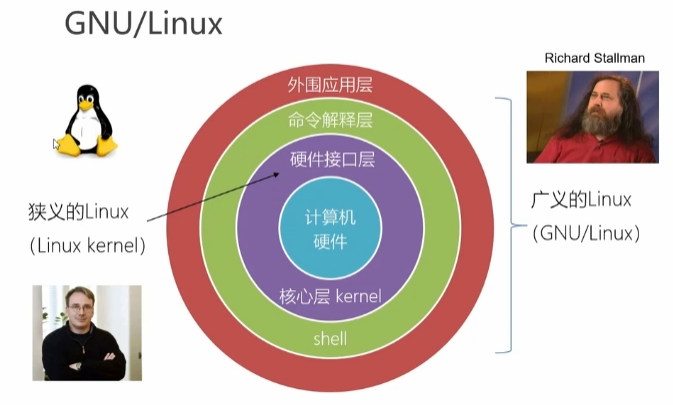 GNU/Linux
Richard Stallman
外围应用层
命令解释层
硬件接口层
计算机
硬件
核心层 kernel
shell
狭义的Linux
(Linux kernel)
广义的Linux
(GNU/Linux)